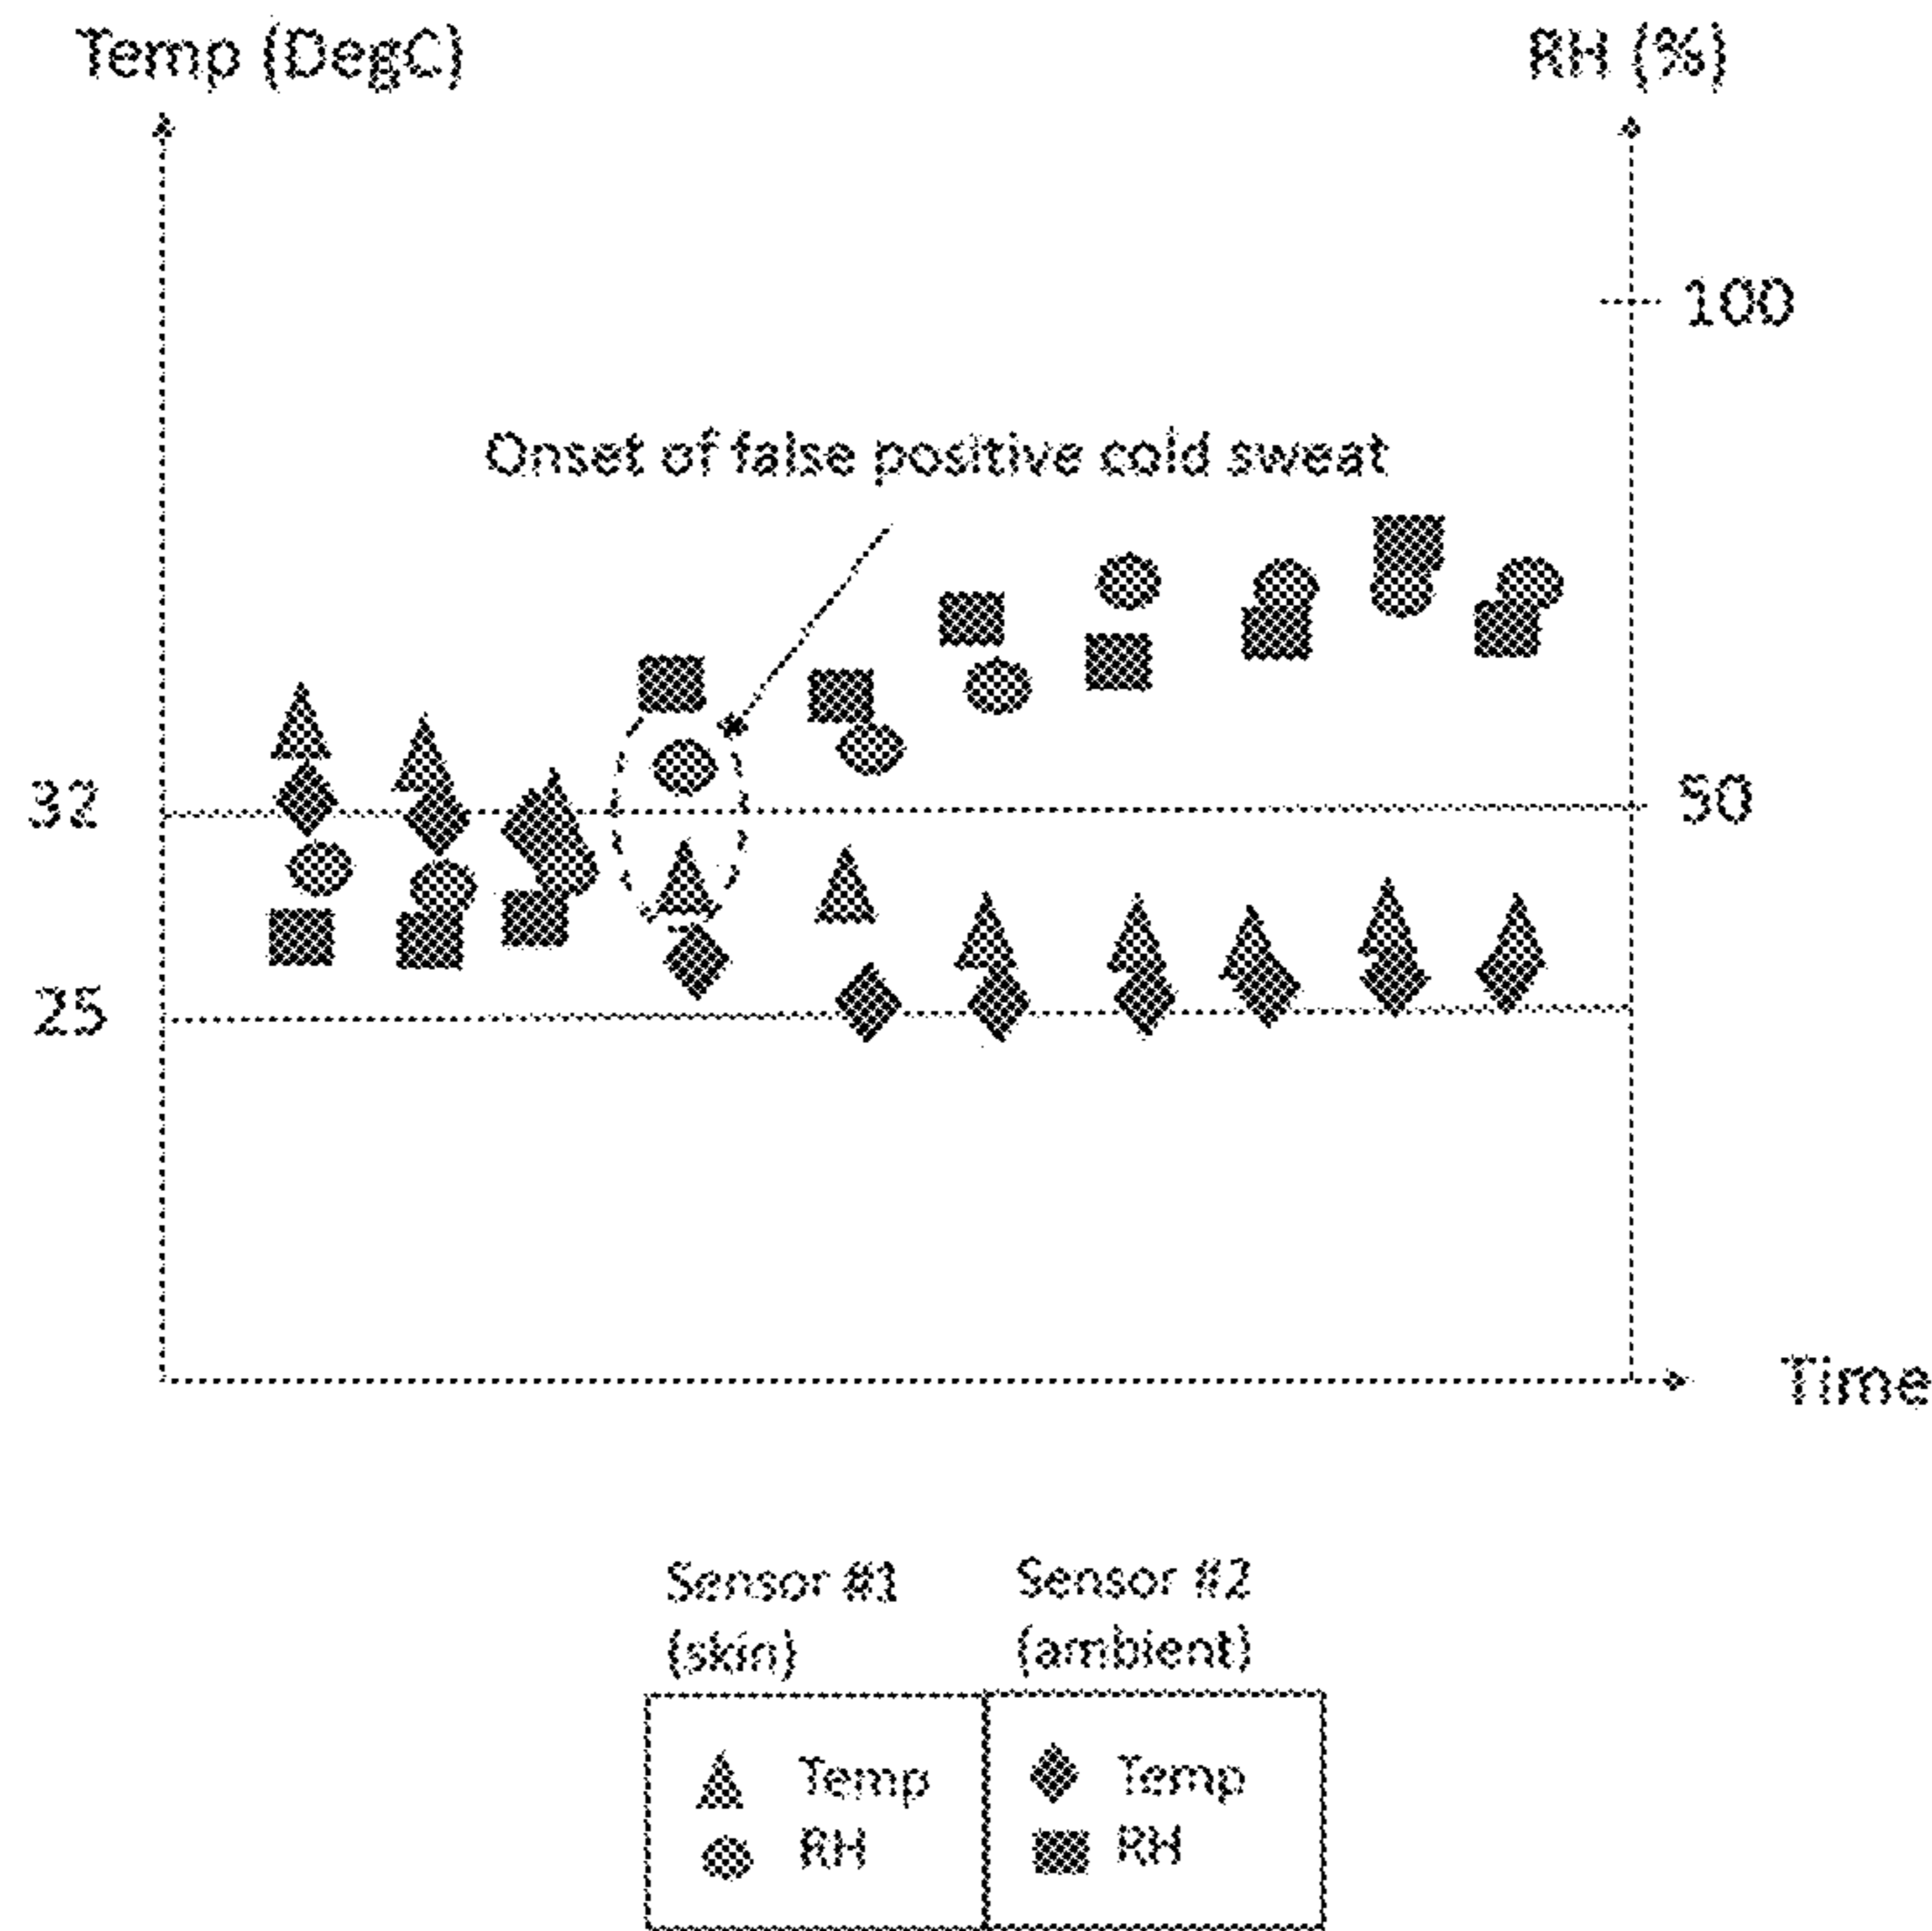 Temp (DegC)
RH (%)
100
Onset of false positive cold sweat
32
50
25
Time
Sensor #1
(skin)
Sensor #2
(ambient)
Temp
RH
Temp
RH